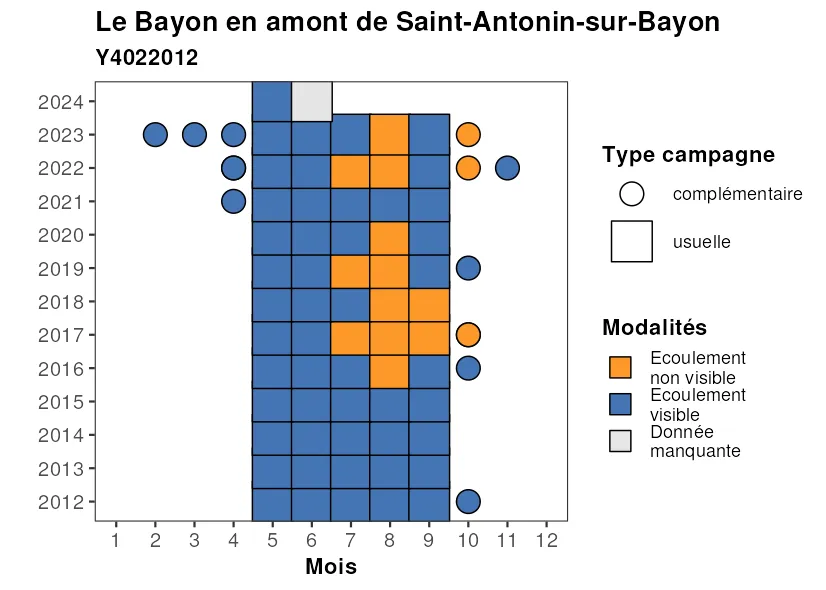 Le Bayon en amont de Saint-Antonin-sur-Bayon
Y4022012
2024
2023
2022
2021
2020
2019
2018
2017
2016
2015
2014
2013
2012
1 2 3 4 5 6 7 8 9 10 11 12
Mois
Type campagne
complémentaire
usuelle
Modalités
Ecoulement
non visible
Ecoulement
visible
Donnée
manquante